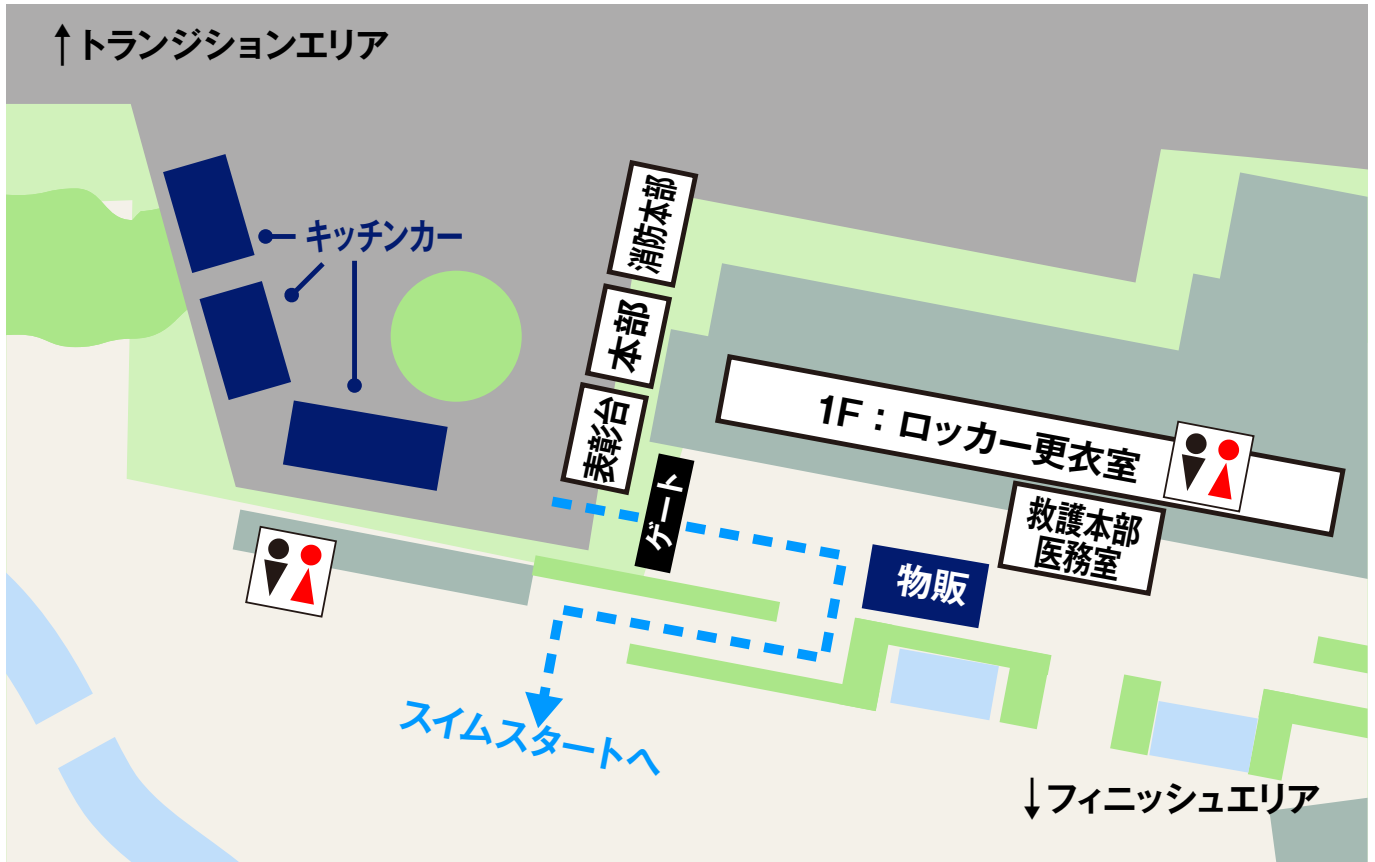 ↑トランジションエリア
消防本部
キッチンカー
本部
表彰台
1F：ロッカー更衣室
ゲート
救護本部
医務室
物販
スイムスタートへ
↓フィニッシュエリア